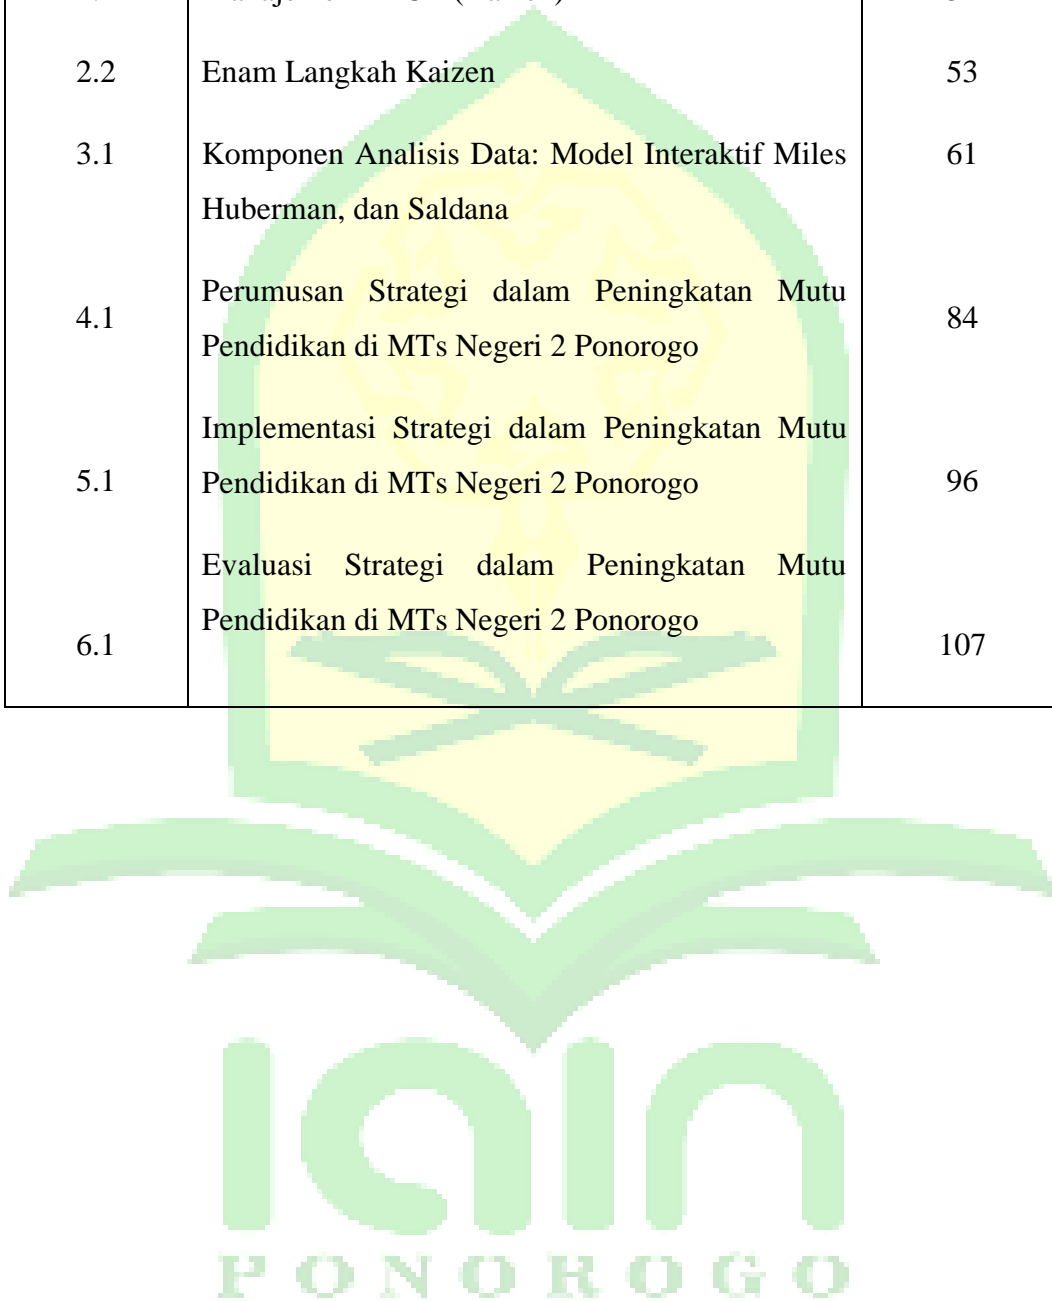 2.2 Enam Langkah Kaizen 53
3.1 Komponen Analisis Data: Model Interaktif Miles 61
Huberman, dan Saldana
Perumusan Strategi dalam Peningkatan Mutu
4.1 84
Pendidikan di MTs Negeri 2 Ponorogo
Implementasi Strategi dalam Peningkatan Mutu
5.1 Pendidikan di MTs Negeri 2 Ponorogo 96
Evaluasi Strategi dalam Peningkatan Mutu
Pendidikan di MTs Negeri 2 Ponorogo
6.1 107
iain
PONOROGO